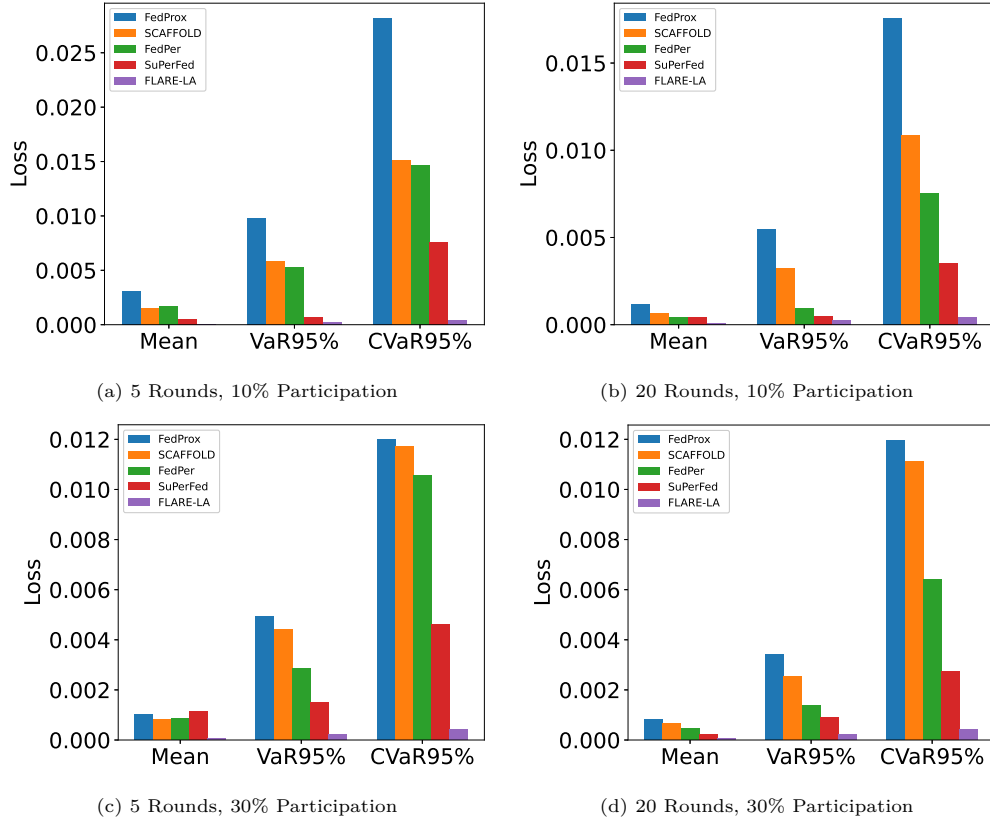 FedProx
SCAFFOLD
FedPer
SuPerFed
FLARE-LA
Loss
0.025
0.020
0.015
0.010
0.005
0.000
Mean VaR95% CVaR95%
(a) 5 Rounds, 10% Participation
FedProx
SCAFFOLD
FedPer
SuPerFed
FLARE-LA
Loss
0.015
0.010
0.005
0.000
Mean VaR95% CVaR95%
(b) 20 Rounds, 10% Participation
FedProx
SCAFFOLD
FedPer
SuPerFed
FLARE-LA
Loss
0.012
0.010
0.008
0.006
0.004
0.002
0.000
Mean VaR95% CVaR95%
(c) 5 Rounds, 30% Participation
FedProx
SCAFFOLD
FedPer
SuPerFed
FLARE-LA
Loss
0.012
0.010
0.008
0.006
0.004
0.002
0.000
Mean VaR95% CVaR95%
(d) 20 Rounds, 30% Participation